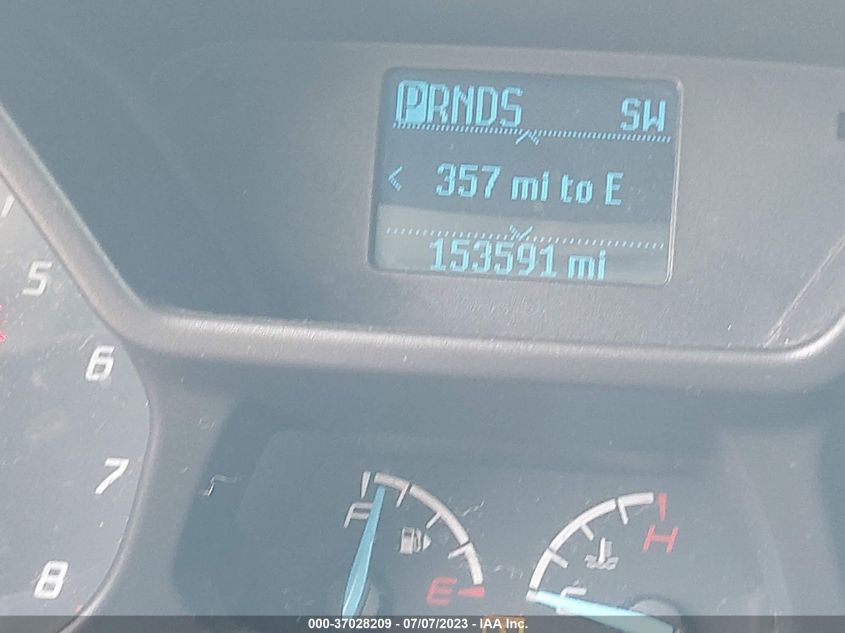 PRNDS SW
< 357 mi to E
153591 mi
5
6
7
8
F E
C H
000-37028209 - 07/07/2023 - IAA Inc.